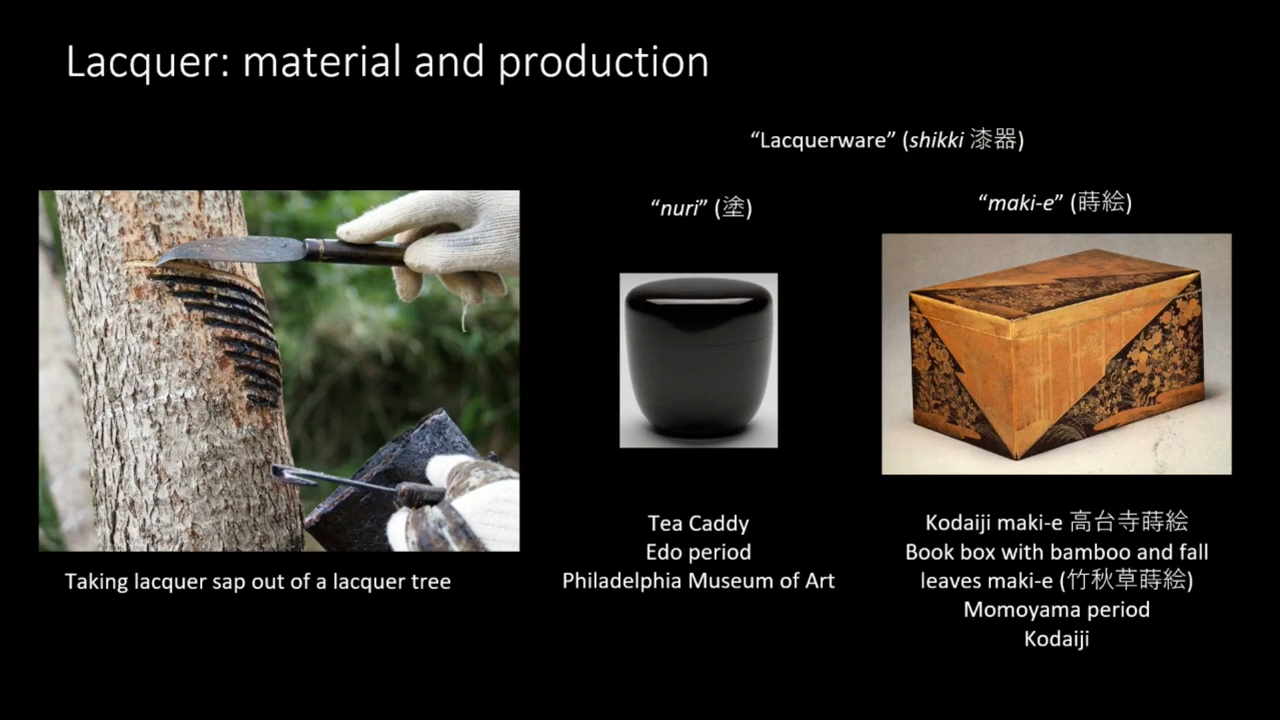 Lacquer: material and production
“Lacquerware” (shikki 漆器)
“nuri” (塗)
“maki-e” (蒔絵)
Taking lacquer sap out of a lacquer tree
Tea Caddy
Edo period
Philadelphia Museum of Art
Kodaiji maki-e 高台寺蒔絵
Book box with bamboo and fall
leaves maki-e (竹秋草蒔絵)
Momoyama period
Kodaiji